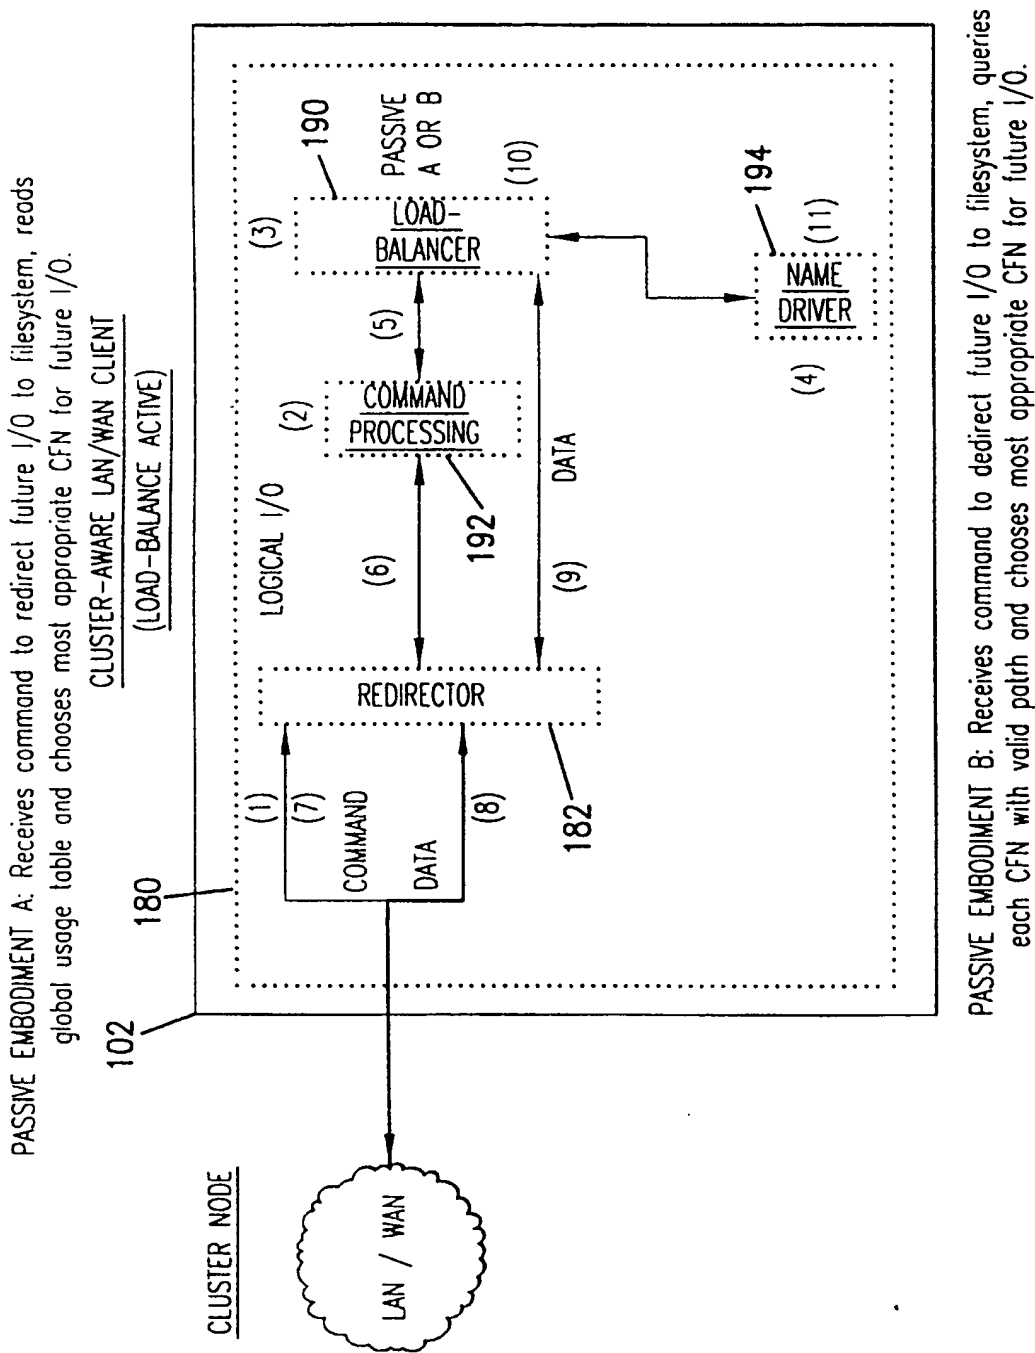 PASSIVE EMBODIMENT A: Receives command to redirect future I/O to filesystem, reads
global usage table and chooses most appropriate CFN for future I/O.
CLUSTER-AWARE LAN/WAN CLIENT
(LOAD-BALANCE ACTIVE)
CLUSTER NODE
LAN / WAN
102
180
(1)
(7)
COMMAND
DATA
(8)
182
REDIRECTOR
LOGICAL I/O
(6)
(9)
DATA
192
(2)
COMMAND
PROCESSING
(5)
(3)
LOAD-
BALANCER
190
PASSIVE
A OR B
(10)
(4)
NAME
DRIVER
(11)
194
PASSIVE EMBODIMENT B: Receives command to dedirect future I/O to filesystem, queries
each CFN with valid patrh and chooses most appropriate CFN for future I/O.